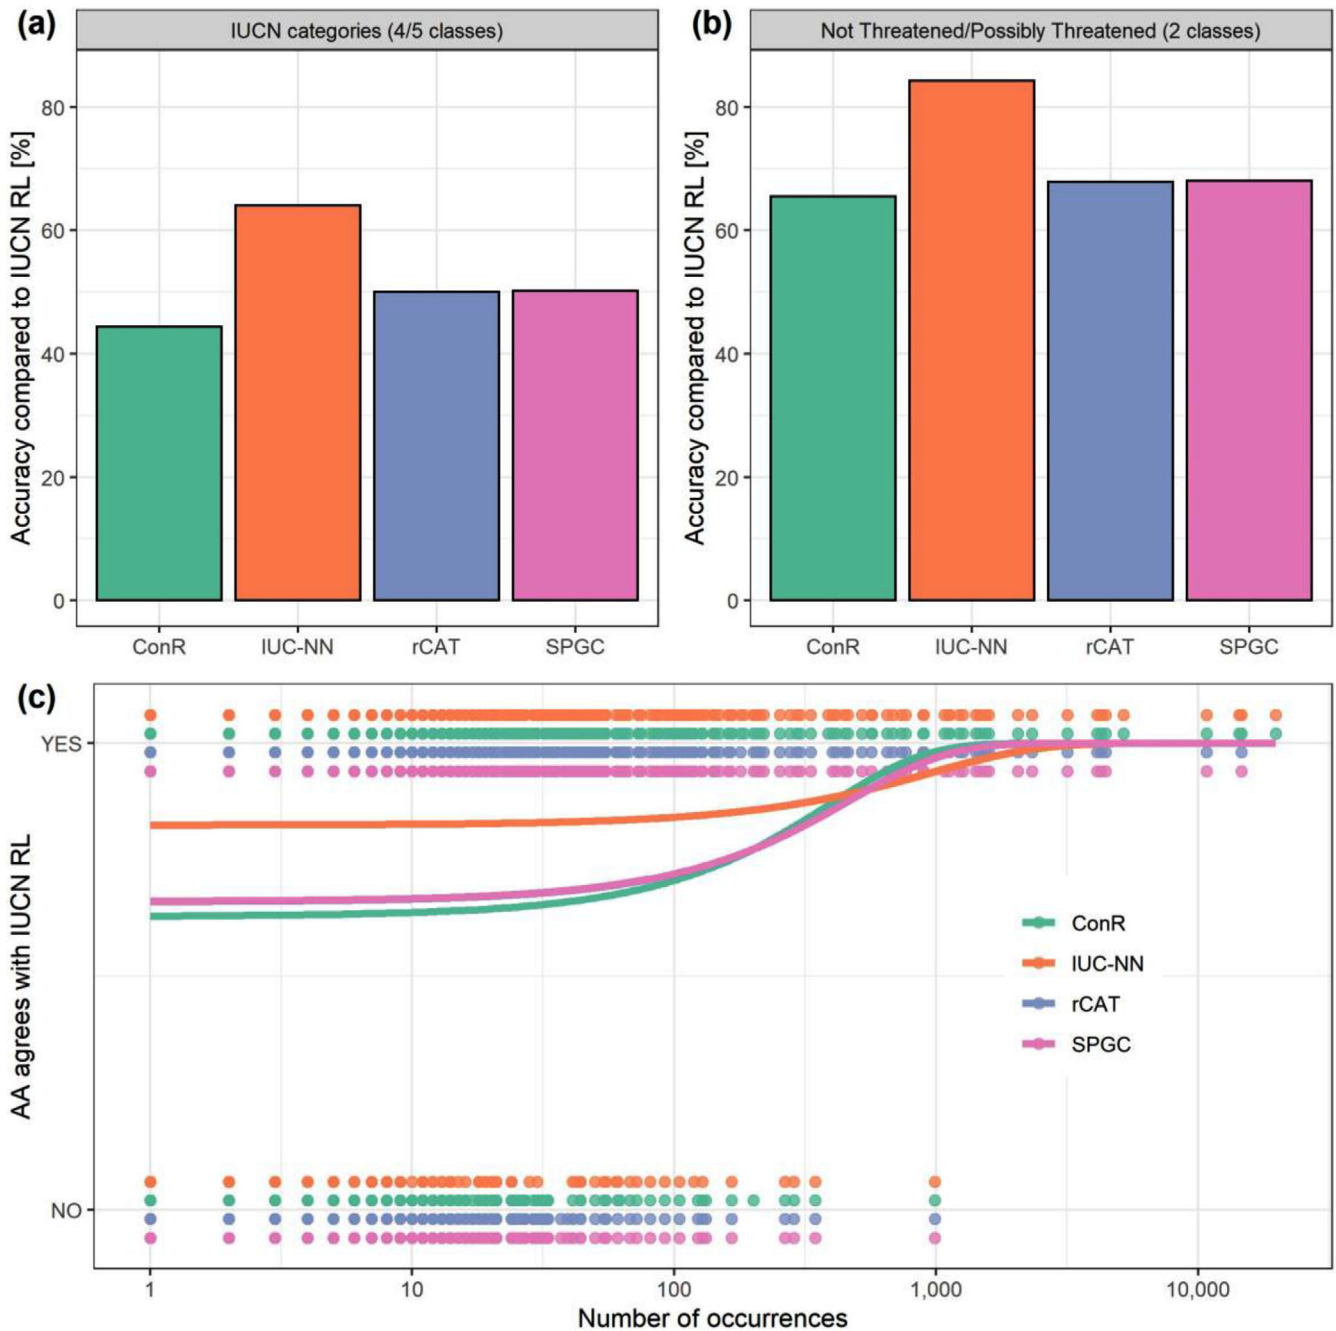 (a)
IUCN categories (4/5 classes)
Accuracy compared to IUCN RL [%]
80
60
40
20
0
ConR IUC-NN rCAT SPGC
(b)
Not Threatened/Possibly Threatened (2 classes)
Accuracy compared to IUCN RL [%]
80
60
40
20
0
ConR IUC-NN rCAT SPGC
(c)
AA agrees with IUCN RL
YES
NO
ConR
IUC-NN
rCAT
SPGC
1 10 100 1,000 10,000
Number of occurrences